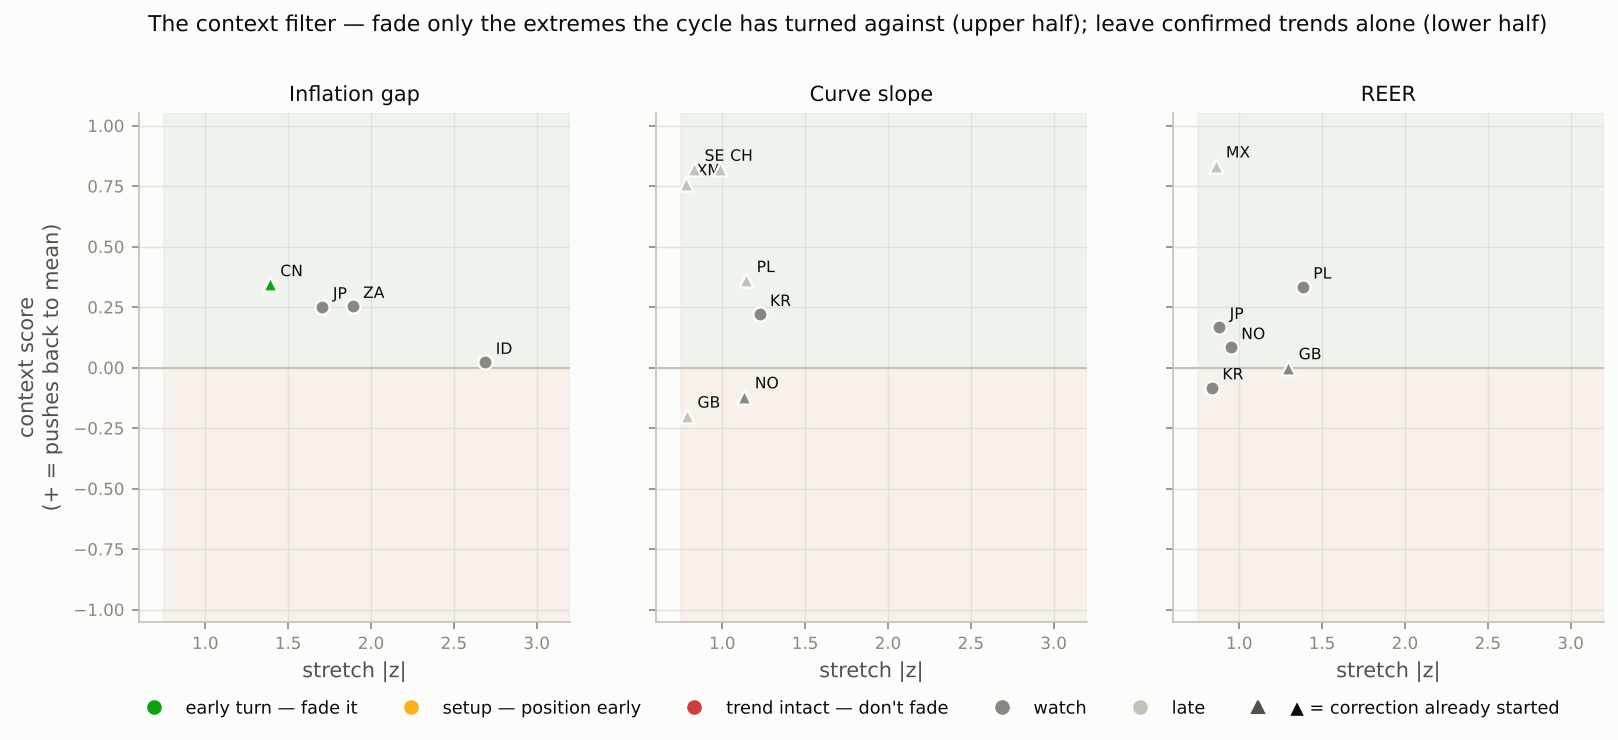 The context filter — fade only the extremes the cycle has turned against (upper half); leave confirmed trends alone (lower half)
Inflation gap
Curve slope
REER
context score
(+ = pushes back to mean)
1.00
0.75
0.50
0.25
0.00
−0.25
−0.50
−0.75
−1.00
CN
JP
ZA
ID
1.0 1.5 2.0 2.5 3.0
stretch |z|
SE
CH
XM
PL
KR
NO
GB
1.0 1.5 2.0 2.5 3.0
stretch |z|
MX
PL
JP
NO
GB
KR
1.0 1.5 2.0 2.5 3.0
stretch |z|
early turn — fade it
setup — position early
trend intact — don't fade
watch
late
▲ = correction already started